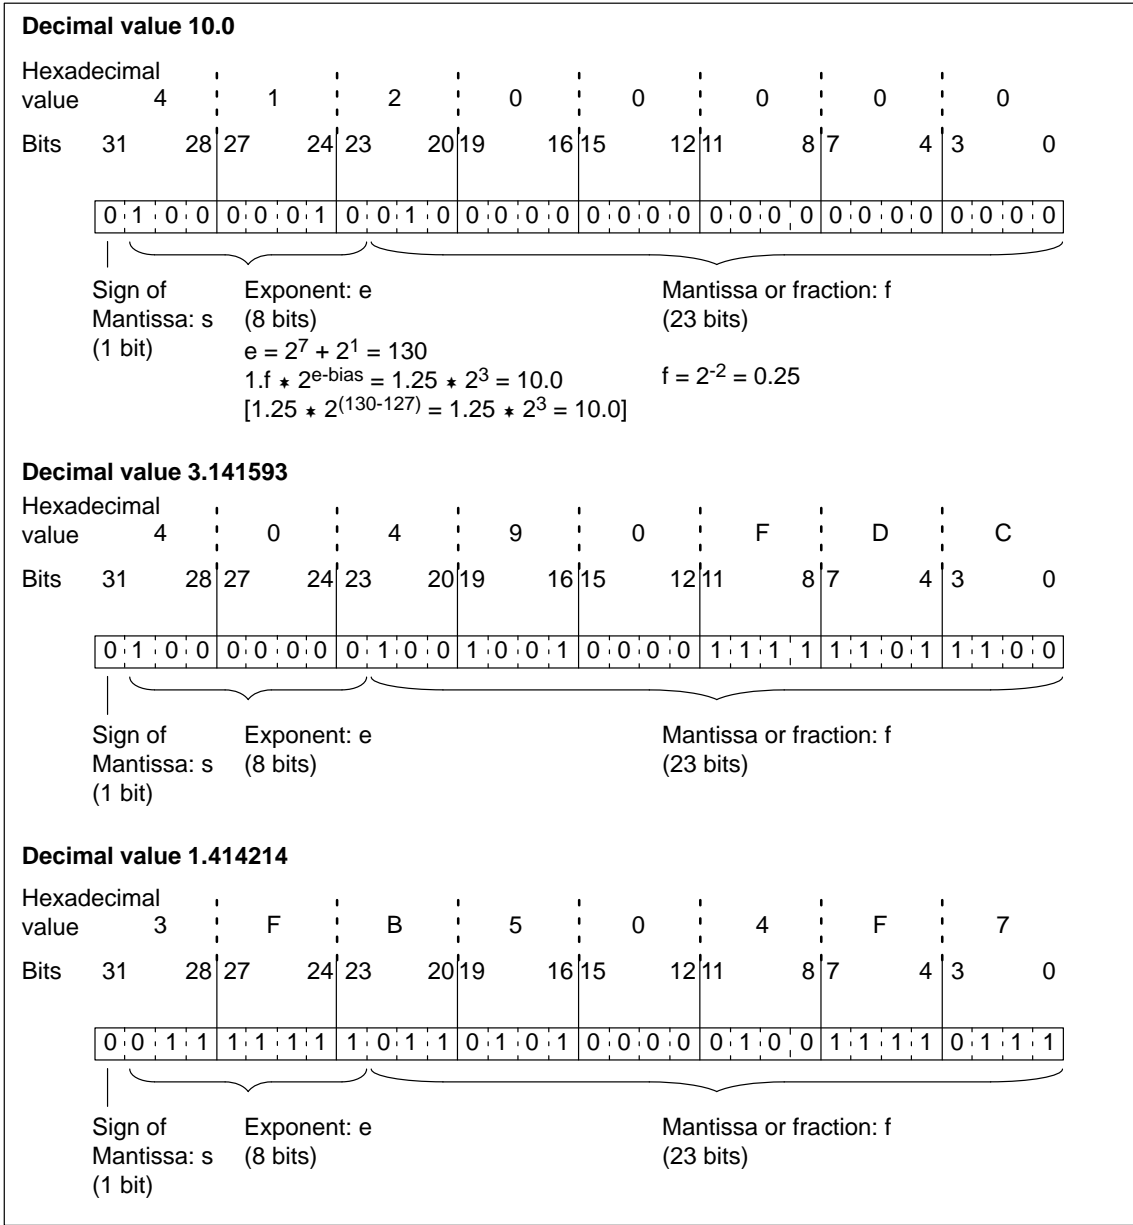 Decimal value 10.0
Hexadecimal
value 4 1 2 0 0 0 0 0
Bits 31 28 27 24 23 20 19 16 15 12 11 8 7 4 3 0
0 1 0 0 0 0 0 1 0 0 1 0 0 0 0 0 0 0 0 0 0 0 0 0 0 0 0 0 0 0 0 0
Sign of Exponent: e Mantissa or fraction: f
Mantissa: s (8 bits) (23 bits)
(1 bit) e = 2^7 + 2^1 = 130
1.f * 2^e-bias = 1.25 * 2^3 = 10.0 f = 2^-2 = 0.25
[1.25 * 2^(130-127) = 1.25 * 2^3 = 10.0]
Decimal value 3.141593
Hexadecimal
value 4 0 4 9 0 F D C
Bits 31 28 27 24 23 20 19 16 15 12 11 8 7 4 3 0
0 1 0 0 0 0 0 0 0 1 0 0 1 0 0 1 0 0 0 0 1 1 1 1 1 1 0 1 1 1 0 0
Sign of Exponent: e Mantissa or fraction: f
Mantissa: s (8 bits) (23 bits)
(1 bit)
Decimal value 1.414214
Hexadecimal
value 3 F B 5 0 4 F 7
Bits 31 28 27 24 23 20 19 16 15 12 11 8 7 4 3 0
0 0 1 1 1 1 1 1 1 0 1 1 0 1 0 1 0 0 0 0 0 1 0 0 1 1 1 1 0 1 1 1
Sign of Exponent: e Mantissa or fraction: f
Mantissa: s (8 bits) (23 bits)
(1 bit)